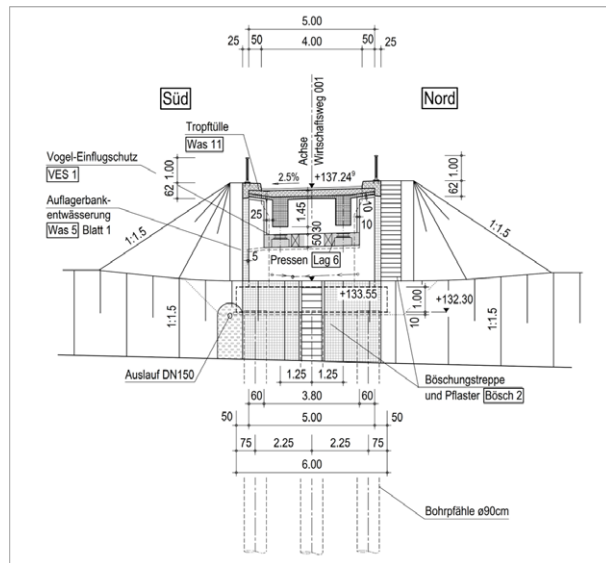 5.00
25 50 4.00 50 25
Süd
Nord
Achse
Wirtschaftsweg 001
Tropftülle
Was 11
Vogel-Einflugschutz
VES 1
Auflagerbank-
entwässerung
Was 5 Blatt 1
62 1.00
2.5%
+137.24⁹
62 1.00
1:1.5
25
1.45
10
10
50 30
5
Pressen Lag 6
1:1.5
1:1.5
+133.55
1.00
10
+132.30
1:1.5
Auslauf DN150
1.25 1.25
Böschungstreppe
und Pflaster Bösch 2
60 3.80 60
50 5.00 50
75 2.25 2.25 75
6.00
Bohrpfähle ø90cm